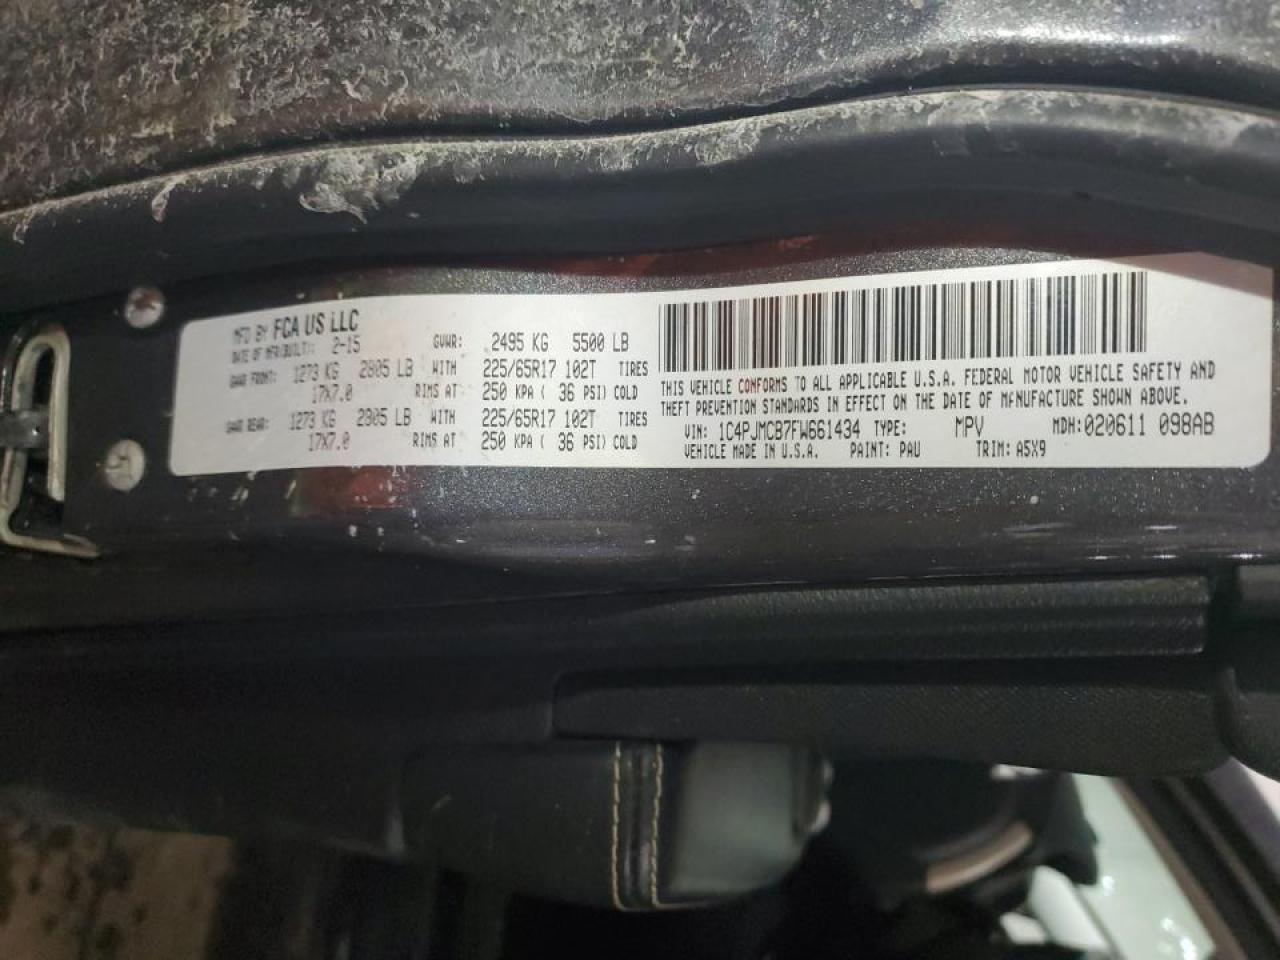 MFD BY FCA US LLC
DATE OF MFR(BUILT): 2-15 GVWR: 2495 KG 5500 LB
GAWR FRONT: 1273 KG 2805 LB WITH 225/65R17 102T TIRES
17X7.0 RIMS AT 250 KPA ( 36 PSI) COLD
GAWR REAR: 1273 KG 2805 LB WITH 225/65R17 102T TIRES
17X7.0 RIMS AT 250 KPA ( 36 PSI) COLD
THIS VEHICLE CONFORMS TO ALL APPLICABLE U.S.A. FEDERAL MOTOR VEHICLE SAFETY AND
THEFT PREVENTION STANDARDS IN EFFECT ON THE DATE OF MANUFACTURE SHOWN ABOVE.
VIN: 1C4PJMCB7FW661434 TYPE: MPV MDH:020611 098AB
VEHICLE MADE IN U.S.A. PAINT: PAU TRIM: A5X9